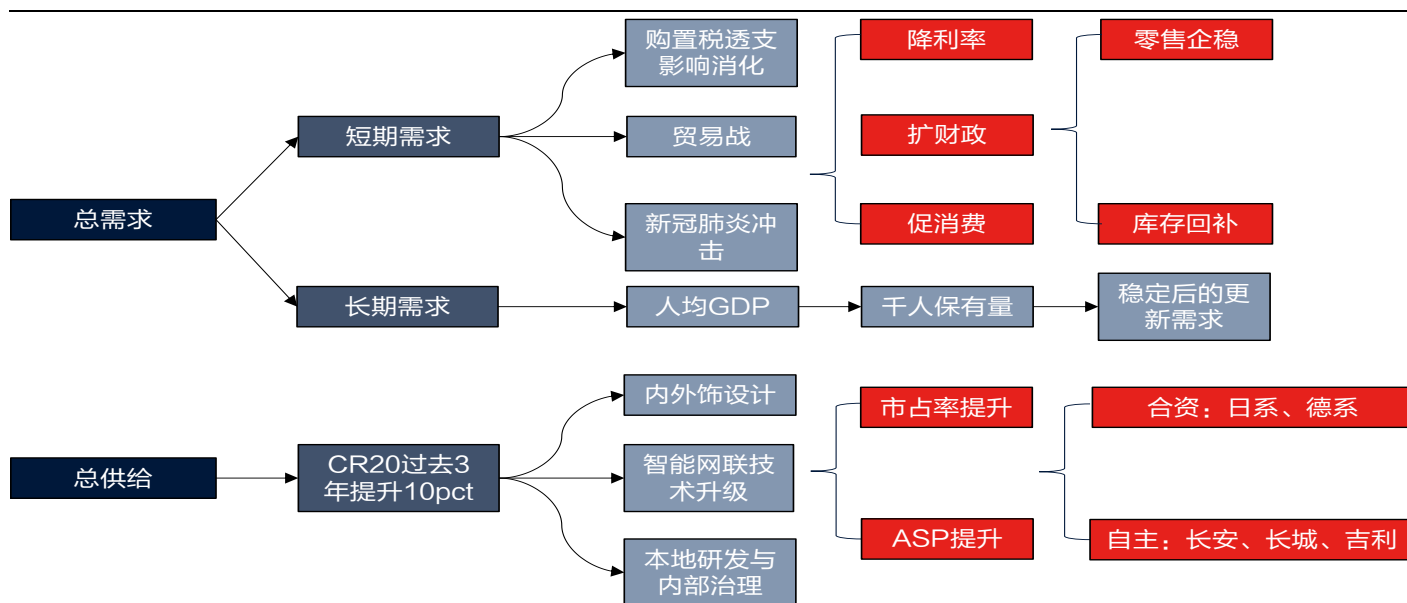 总需求
短期需求
购置税透支
影响消化
贸易战
新冠肺炎冲
击
降利率
扩财政
促消费
零售企稳
库存回补
长期需求
人均GDP
千人保有量
稳定后的更
新需求
总供给
CR20过去3
年提升10pct
内外饰设计
智能网联技
术升级
本地研发与
内部治理
市占率提升
ASP提升
合资：日系、德系
自主：长安、长城、吉利